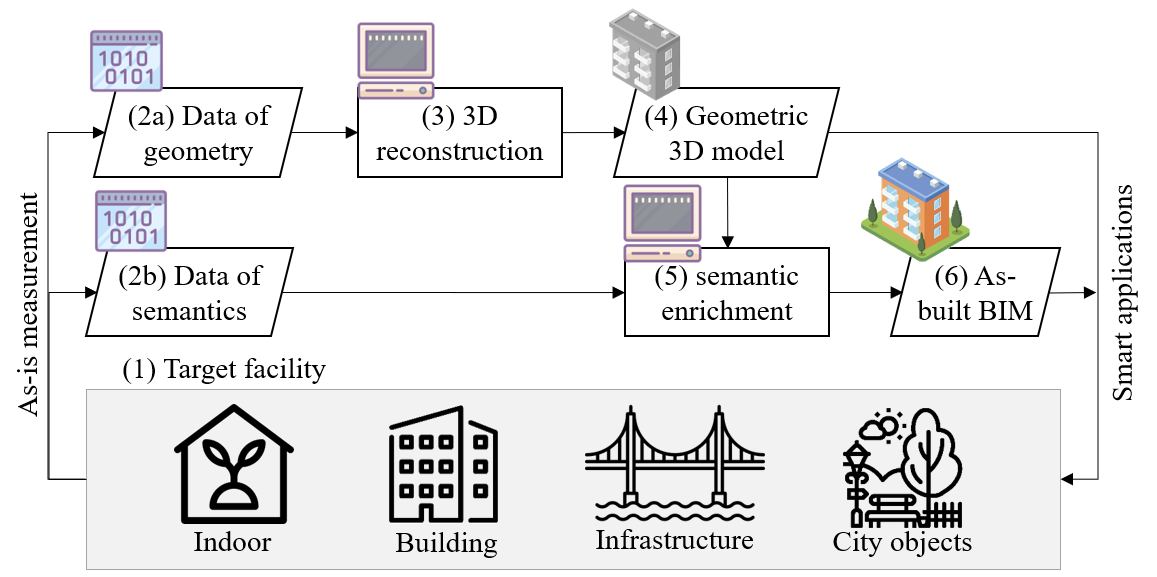 1010
0101
(2a) Data of
geometry
(3) 3D
reconstruction
(4) Geometric
3D model
As-is measurement
1010
0101
(2b) Data of
semantics
(5) semantic
enrichment
(6) As-
built BIM
Smart applications
(1) Target facility
Indoor
Building
Infrastructure
City objects